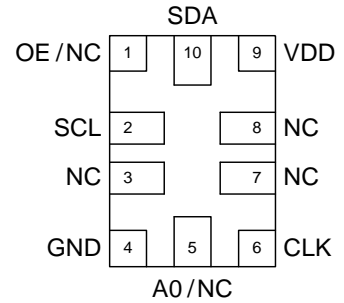 SDA
OE/NC 1 10 9 VDD
SCL 2 8 NC
NC 3 7 NC
GND 4 5 6 CLK
A0/NC